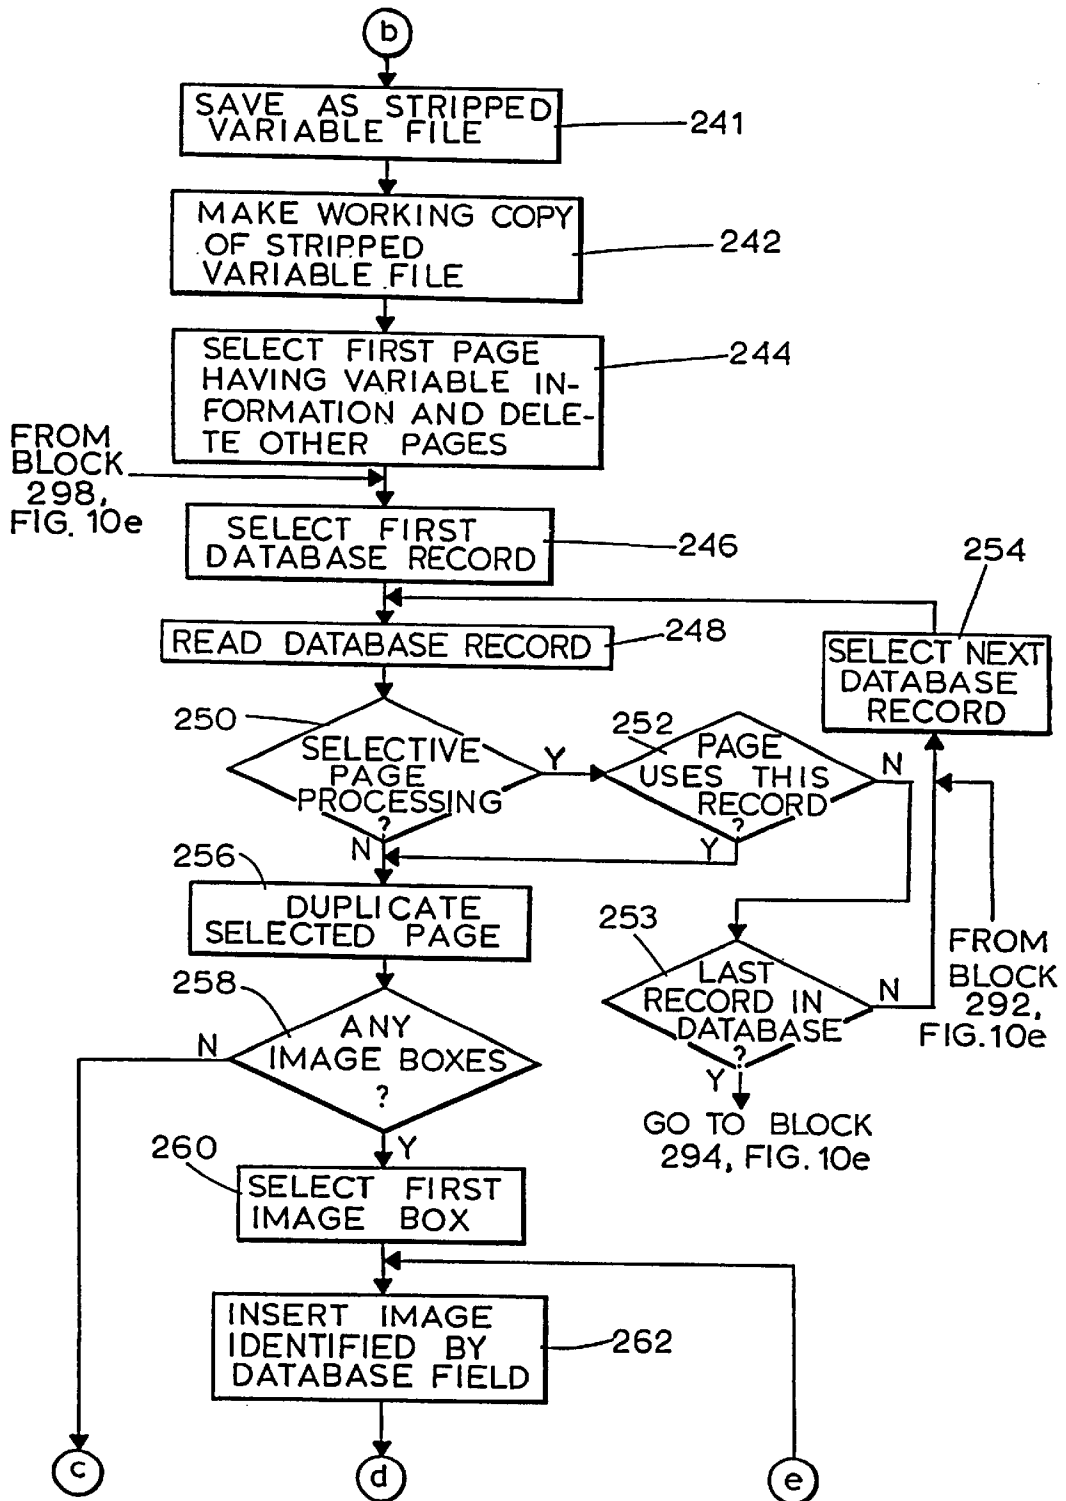 b
SAVE AS STRIPPED
VARIABLE FILE
241
MAKE WORKING COPY
OF STRIPPED
VARIABLE FILE
242
SELECT FIRST PAGE
HAVING VARIABLE IN-
FORMATION AND DELE-
TE OTHER PAGES
244
FROM
BLOCK
298,
FIG. 10e
SELECT FIRST
DATABASE RECORD
246
254
READ DATABASE RECORD
248
SELECT NEXT
DATABASE
RECORD
250
SELECTIVE
PAGE
PROCESSING
?
Y
N
252
PAGE
USES THIS
RECORD
?
N
Y
256
DUPLICATE
SELECTED PAGE
253
LAST
RECORD IN
DATABASE
?
N
Y
FROM
BLOCK
292,
FIG.10e
GO TO BLOCK
294, FIG. 10e
258
ANY
IMAGE BOXES
?
N
Y
260
SELECT FIRST
IMAGE BOX
INSERT IMAGE
IDENTIFIED BY
DATABASE FIELD
262
c
d
e